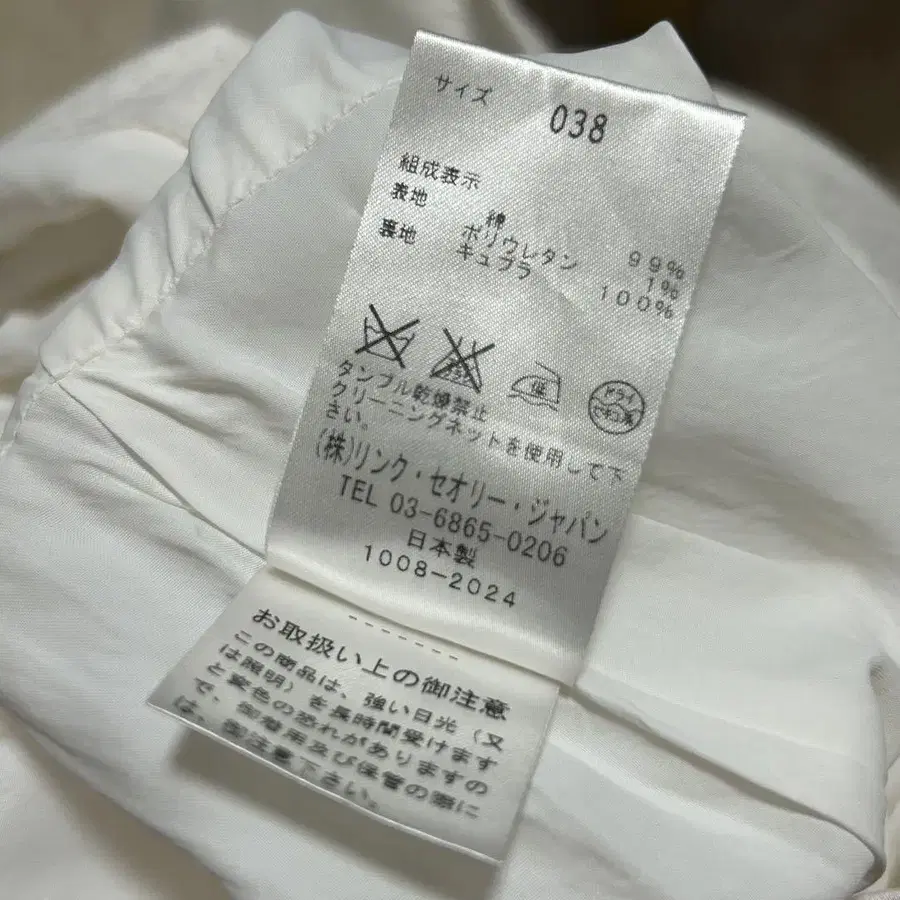 サイズ 038
組成表示
表地 綿 99%
ポリウレタン 1%
裏地 キュプラ 100%
低 ドライ
タンブル乾燥禁止
クリーニングネットを使用して下
さい。
(株)リンク・セオリー・ジャパン
TEL 03-6865-0206
日本製
1008-2024
お取扱い上の御注意
この商品は、強い日光(又
は照明)を長時間受けます
と変色の恐れがありますの
で、御着用及び保管の際に
は、御注意下さい。